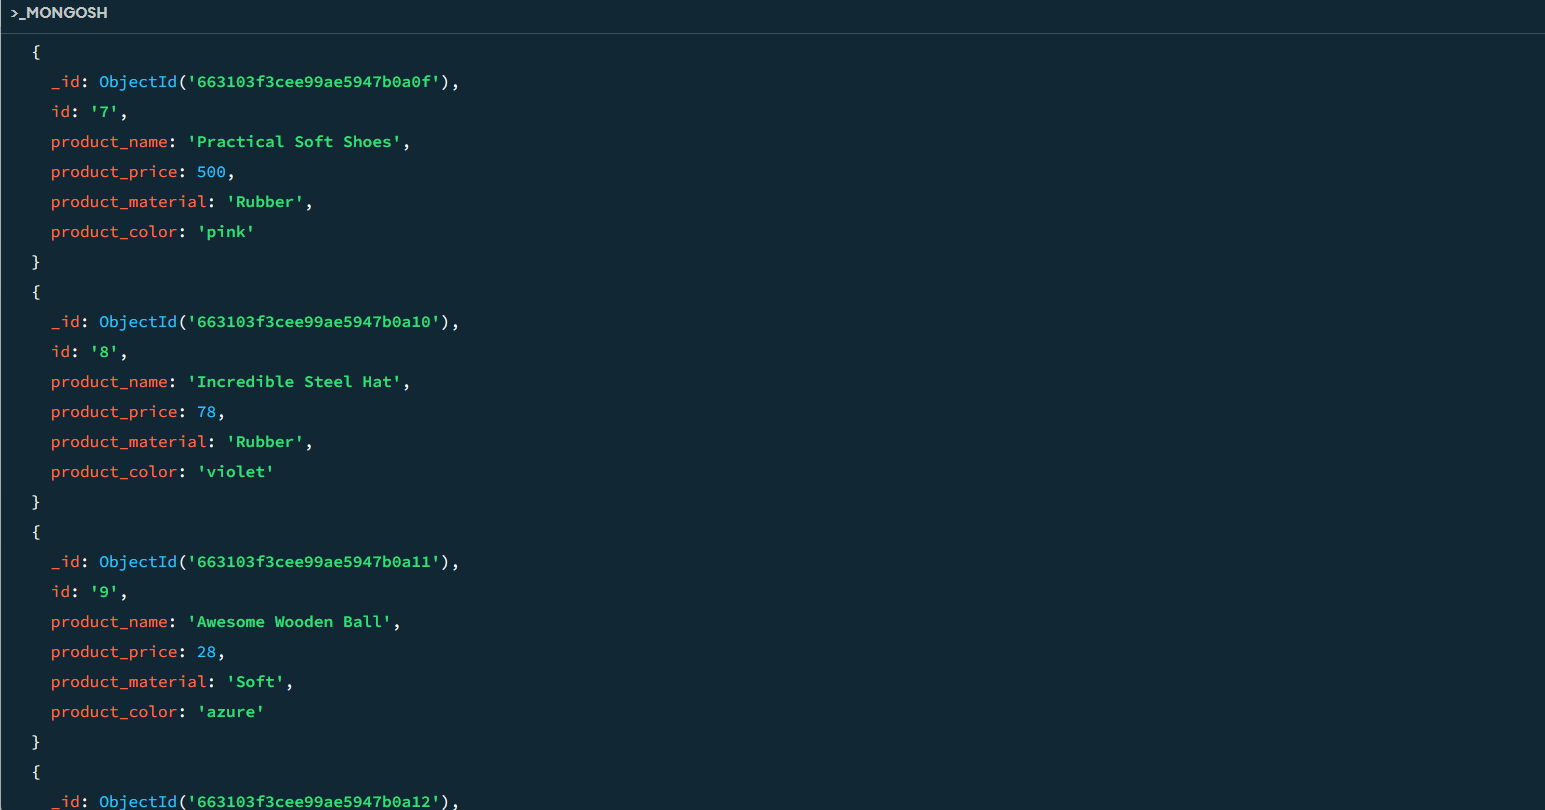 >_MONGOSH
{
_id: ObjectId('663103f3cee99ae5947b0a0f'),
id: '7',
product_name: 'Practical Soft Shoes',
product_price: 500,
product_material: 'Rubber',
product_color: 'pink'
}
{
_id: ObjectId('663103f3cee99ae5947b0a10'),
id: '8',
product_name: 'Incredible Steel Hat',
product_price: 78,
product_material: 'Rubber',
product_color: 'violet'
}
{
_id: ObjectId('663103f3cee99ae5947b0a11'),
id: '9',
product_name: 'Awesome Wooden Ball',
product_price: 28,
product_material: 'Soft',
product_color: 'azure'
}
{
_id: ObjectId('663103f3cee99ae5947b0a12'),